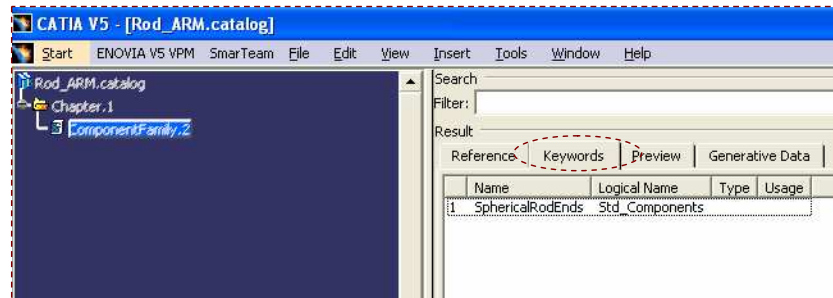 CATIA V5 - [Rod_ARM.catalog]
Start ENOVIA V5 VPM SmarTeam File Edit View Insert Tools Window Help
Rod_ARM.catalog
Chapter.1
ComponentFamily.2
Search
Filter:
Result
Reference Keywords Preview Generative Data
Name Logical Name Type Usage
1 SphericalRodEnds Std_Components